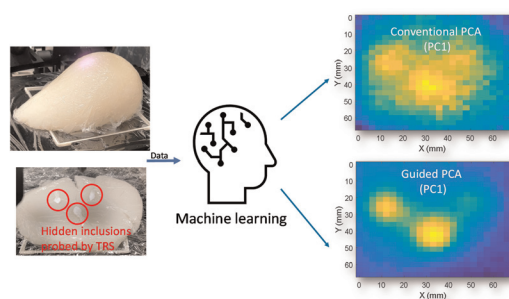 Hidden inclusions
probed by TRS
Data
Machine learning
Conventional PCA
(PC1)
0
10
20
30
40
50
60
Y (mm)
0
10
20
30
40
50
60
X (mm)
Guided PCA
(PC1)
0
10
20
30
40
50
60
Y (mm)
0
10
20
30
40
50
60
X (mm)